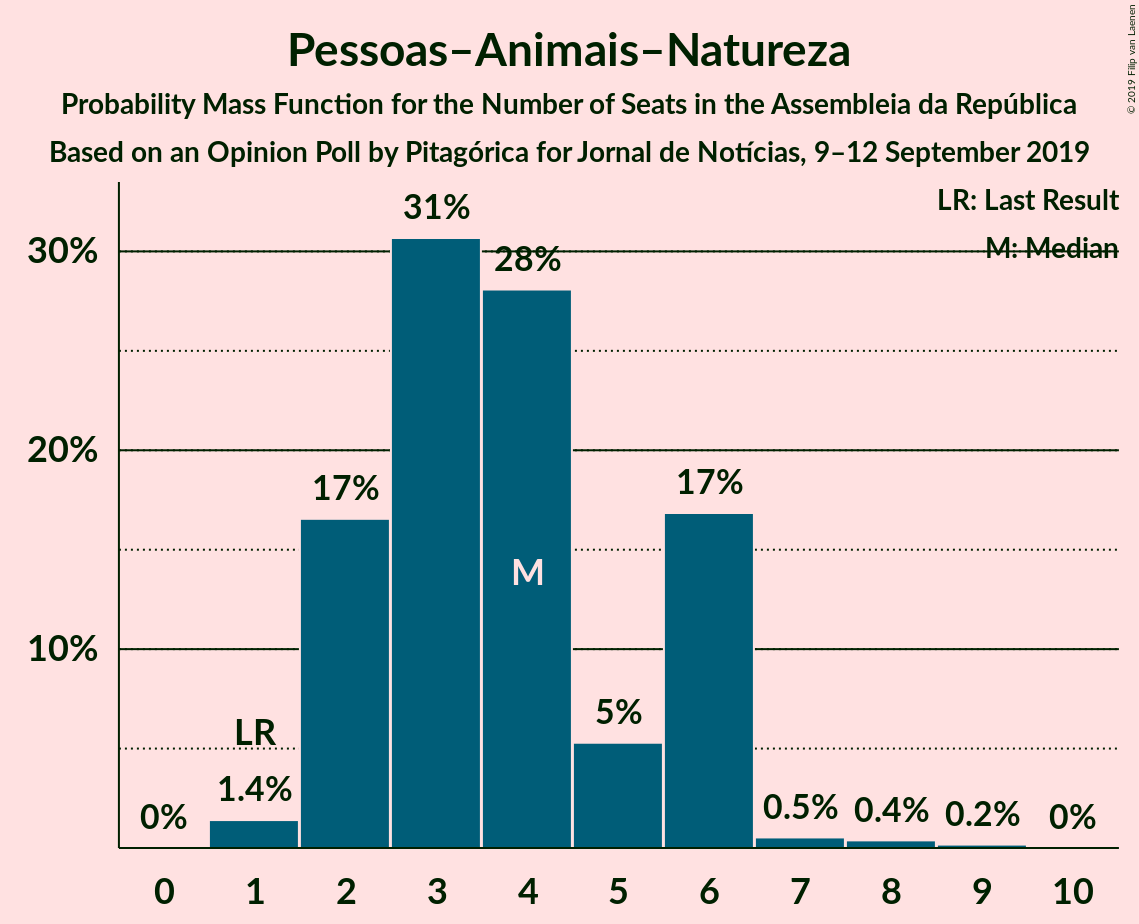 Pessoas–Animais–Natureza
Probability Mass Function for the Number of Seats in the Assembleia da República
Based on an Opinion Poll by Pitagórica for Jornal de Notícias, 9–12 September 2019
© 2019 Filip van Laenen
LR: Last Result
M: Median
30%
20%
10%
0%
LR
1.4%
17%
31%
28%
M
5%
17%
0.5%
0.4%
0.2%
0%
0 1 2 3 4 5 6 7 8 9 10